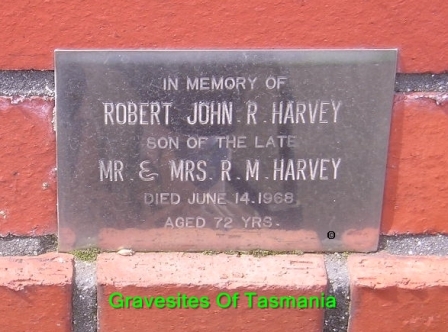 IN MEMORY OF
ROBERT JOHN. R. HARVEY
SON OF THE LATE
MR. & MRS. R. M. HARVEY
DIED JUNE 14. 1968
AGED 72 YRS.
Gravesites Of Tasmania